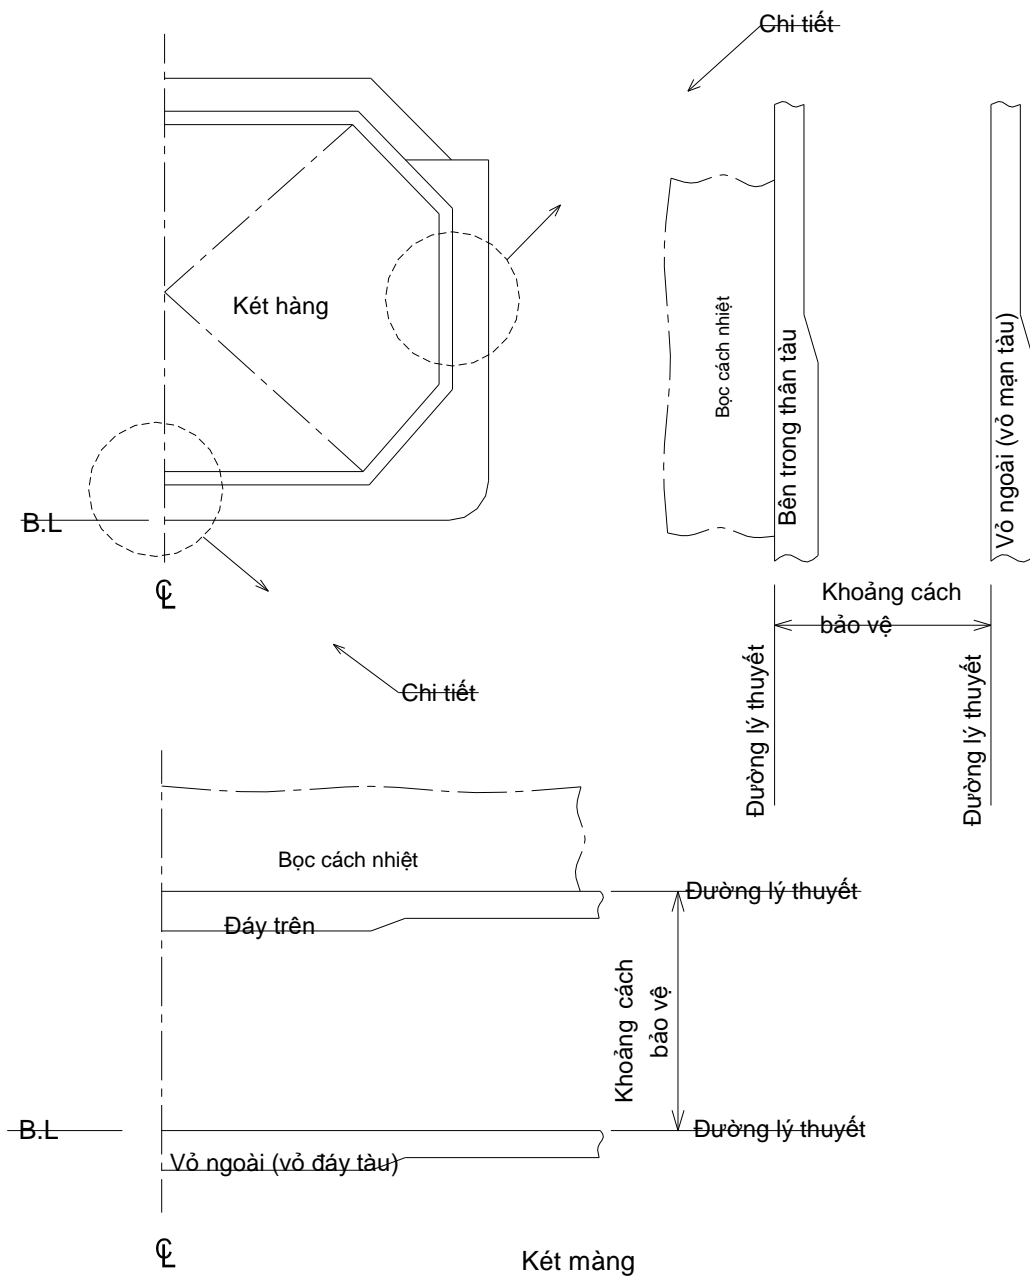 Chi tiết
Két hàng
Bọc cách nhiệt
Bên trong thân tàu
Vỏ ngoài (vỏ mạn tàu)
B.L
℄
Khoảng cách
bảo vệ
Đường lý thuyết
Đường lý thuyết
Chi tiết
Bọc cách nhiệt
Đường lý thuyết
Đáy trên
Khoảng cách
bảo vệ
B.L
Đường lý thuyết
Vỏ ngoài (vỏ đáy tàu)
℄
Két màng